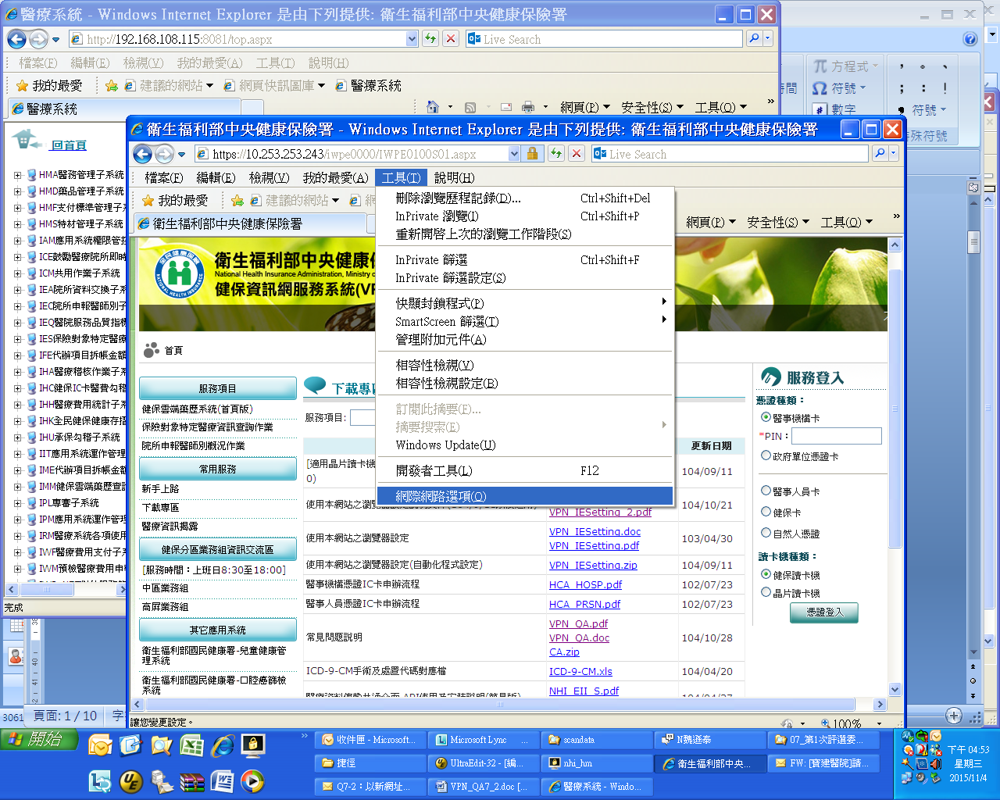 醫療系統 - Windows Internet Explorer 是由下列提供: 衛生福利部中央健康保險署
http://192.168.108.115:8081/top.aspx
Live Search
檔案(F) 編輯(E) 檢視(V) 我的最愛(A) 工具(T) 說明(H)
我的最愛 建議的網站 網頁快訊圖庫 醫療系統
醫療系統
網頁(P) 安全性(S) 工具(O) »
方程式
符號
數字
符號
殊符號
回首頁
HMA醫務管理子系統
HMD藥品管理子系統
HMF支付標準管理子
HMS特材管理子系統
IAM應用系統權限管
ICE鼓勵醫療院所即時
ICM共用作業子系統
IEA院所資料交換子系
IEC院所申報醫師別子
IEQ醫院服務品質指標
IES保險對象特定醫療
IFE代辦項目拆帳金額
IHA醫療稽核作業子系
IHC健保IC卡醫費勾稽
IHH醫療費用統計子系
IHK全民健保健康存摺
IHU承保勾稽子系統
IIT應用系統運作管理
IME代辦項目拆帳金額
IMM健保雲端藥歷查
IPL專審子系統
IPM應用系統運作管理
IRM醫療系統各項使用
IWF醫療費用支付子系
IWM預檢醫療費用申
完成
衛生福利部中央健康保險署 - Windows Internet Explorer 是由下列提供: 衛生福利部中央健康保險署
https://10.253.253.243/iwpe0000/IWPE0100S01.aspx
Live Search
檔案(F) 編輯(E) 檢視(V) 我的最愛(A) 工具(T) 說明(H)
我的最愛 建議的網站
衛生福利部中央健康保險署
網頁(P) 安全性(S) 工具(O) »
刪除瀏覽歷程記錄(D)... Ctrl+Shift+Del
InPrivate 瀏覽(I) Ctrl+Shift+P
重新開啓上次的瀏覽工作階段(S)
InPrivate 篩選 Ctrl+Shift+F
InPrivate 篩選設定(S)
快顯封鎖程式(P)
SmartScreen 篩選(T)
管理附加元件(A)
相容性檢視(V)
相容性檢視設定(B)
訂閱此摘要(F)...
摘要搜索(E)
Windows Update(U)
開發者工具(L) F12
網際網路選項(O)
全民健康保險
NATIONAL HEALTH INSURANCE
衛生福利部中央健康保
National Health Insurance Administration, Ministry o
健保資訊網服務系統(VP
首頁
服務項目
健保雲端藥歷系統(首頁版)
保險對象特定醫療資訊查詢作業
院所申報醫師別概況作業
常用服務
新手上路
下載專區
醫療資訊揭露
健保分區業務組資訊交流區
[服務時間：上班日8:30至18:00]
中區業務組
高屏業務組
其它應用系統
衛生福利部國民健康署-兒童健康管理系統
衛生福利部國民健康署-口腔癌篩檢系統
下載專區
服務項目:
更新日期
[適用晶片讀卡機
0) 104/09/11
使用本網站之瀏覽器 VPN_IESetting_2.pdf 104/10/21
使用本網站之瀏覽器設定 VPN_IESetting.doc VPN_IESetting.pdf 103/04/30
使用本網站之瀏覽器設定(自動化程式設定) VPN_IESetting.zip 104/09/11
醫事機構憑證IC卡申辦流程 HCA_HOSP.pdf 102/07/23
醫事人員憑證IC卡申辦流程 HCA_PRSN.pdf 102/07/23
常見問題說明 VPN_QA.pdf VPN_QA.doc CA.zip 104/10/28
ICD-9-CM手術及處置代碼對應檔 ICD-9-CM.xls 104/04/20
NHI_EII_S.pdf
服務登入
憑證種類：
醫事機構卡
*PIN：
政府單位憑證卡
醫事人員卡
健保卡
自然人憑證
讀卡機種類：
健保讀卡機
晶片讀卡機
憑證登入
讓您變更設定。
100%
3061
頁面: 1 / 10 字
開始
收件匣 - Microsoft... Microsoft Lync scandata N魏遜泰 07_第1次評選委...
捷徑 UltraEdit-32 - [編... nhi_hm 衛生福利部中央... FW: [寶建醫院]請...
Q7-2：以新網址... VPN_QA7_2.doc [... 醫療系統 - Windo...
下午 04:53
星期三
2015/11/4